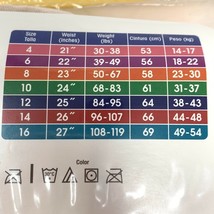 Size Talla Waist (inches) Weight (lbs) Cintura (cm) Peso (kg)
4 21" 30-38 53 14-17
6 22" 39-49 56 18-22
8 23" 50-67 58 23-30
10 24" 68-83 61 31-37
12 25" 84-95 64 38-43
14 26" 96-107 66 44-48
16 27" 108-119 69 49-54
Color